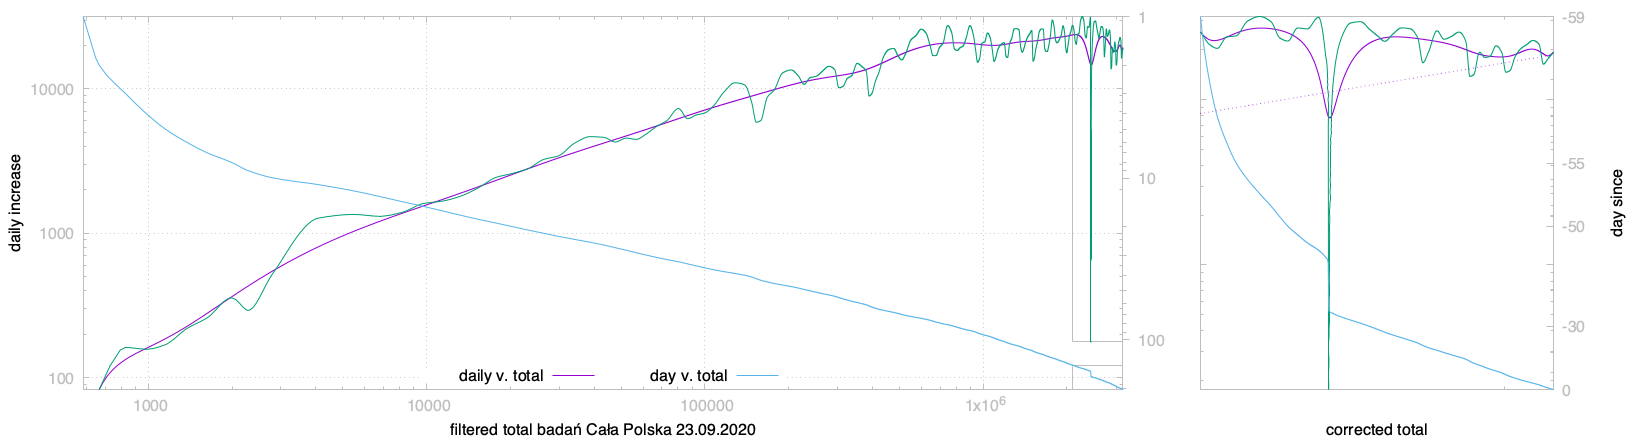 1
-59
10000
-55
daily increase
10
day since
-50
1000
-30
100
daily v. total
day v. total
100
0
1000
10000
100000
1x10⁶
filtered total badań Cała Polska 23.09.2020
corrected total